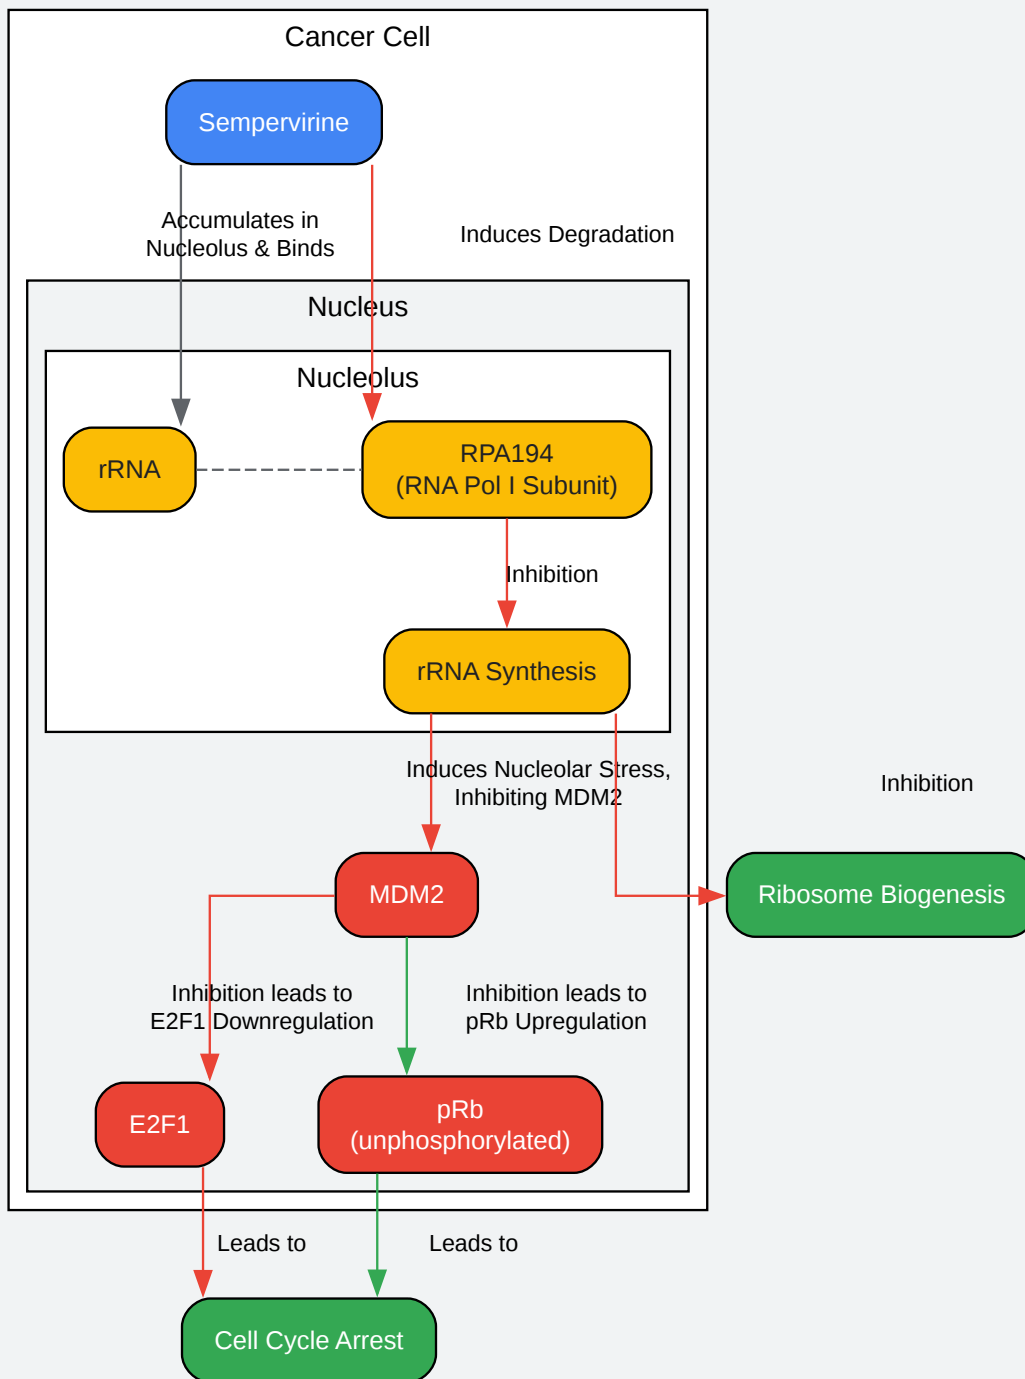 Cancer Cell
Sempervirine
Accumulates in
Nucleolus & Binds
Induces Degradation
Nucleus
Nucleolus
rRNA
RPA194
(RNA Pol I Subunit)
Inhibition
rRNA Synthesis
Induces Nucleolar Stress,
Inhibiting MDM2
Inhibition
MDM2
Ribosome Biogenesis
Inhibition leads to
E2F1 Downregulation
Inhibition leads to
pRb Upregulation
E2F1
pRb
(unphosphorylated)
Leads to
Leads to
Cell Cycle Arrest